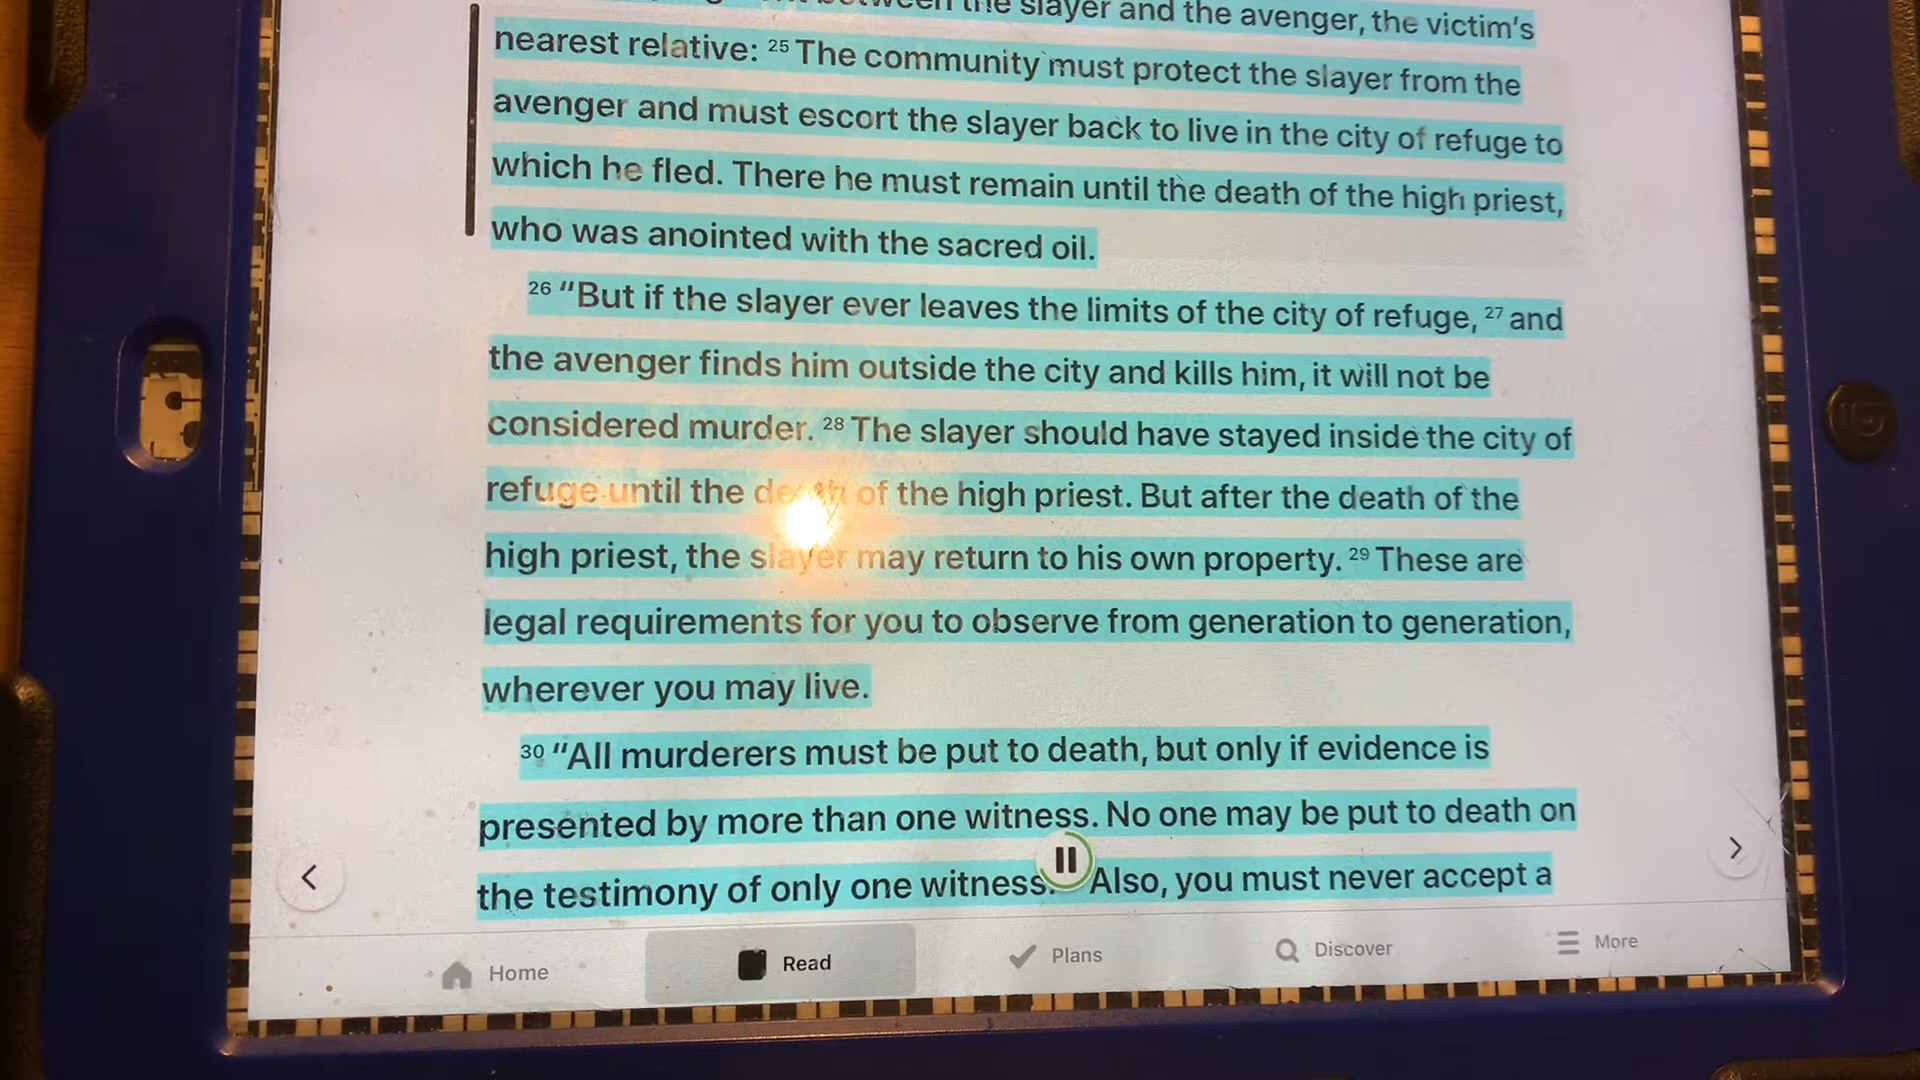 between the slayer and the avenger, the victim's
nearest relative: 25 The community must protect the slayer from the
avenger and must escort the slayer back to live in the city of refuge to
which he fled. There he must remain until the death of the high priest,
who was anointed with the sacred oil.
26 "But if the slayer ever leaves the limits of the city of refuge, 27 and
the avenger finds him outside the city and kills him, it will not be
considered murder. 28 The slayer should have stayed inside the city of
refuge until the death of the high priest. But after the death of the
high priest, the slayer may return to his own property. 29 These are
legal requirements for you to observe from generation to generation,
wherever you may live.
30 "All murderers must be put to death, but only if evidence is
presented by more than one witness. No one may be put to death on
the testimony of only one witness. Also, you must never accept a
Home Read Plans Discover More